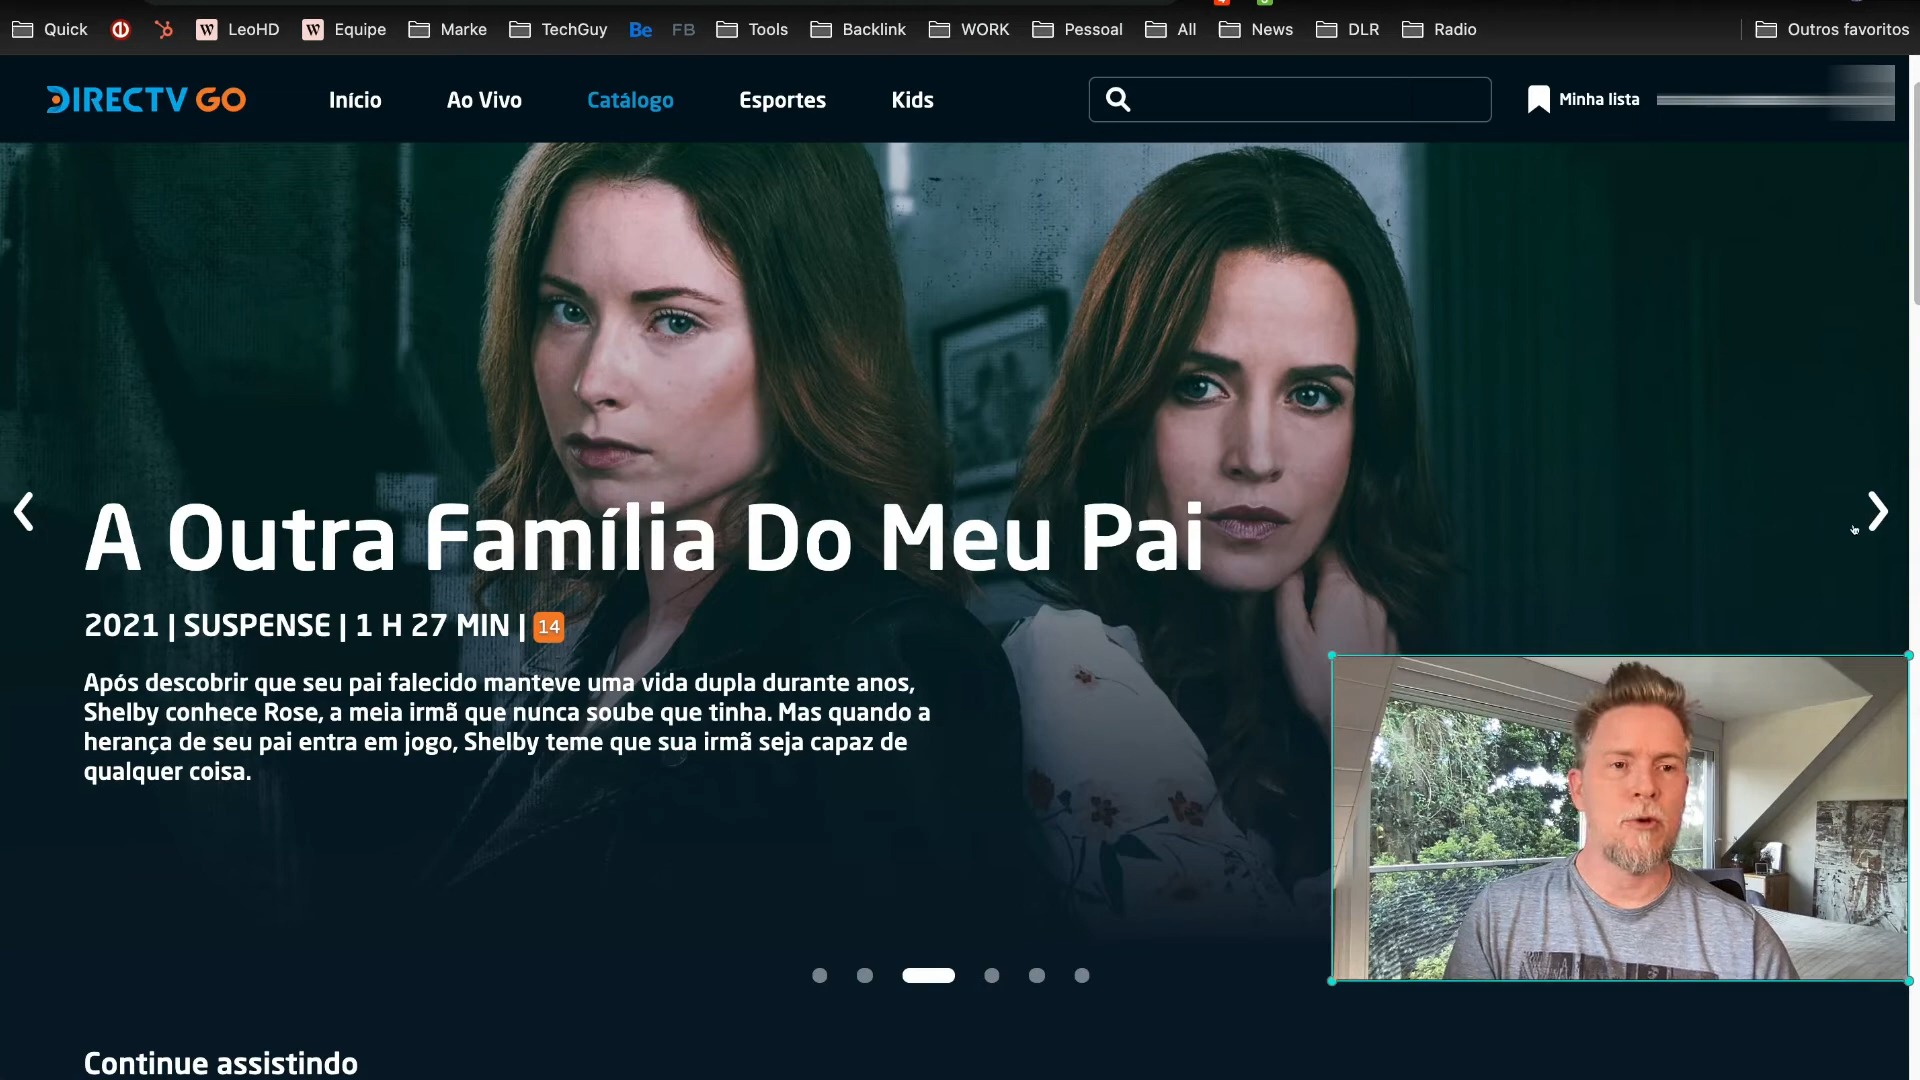 Quick
LeoHD
Equipe
Marke
TechGuy
Be
FB
Tools
Backlink
WORK
Pessoal
All
News
DLR
Radio
Outros favoritos
DIRECTV GO
Início
Ao Vivo
Catálogo
Esportes
Kids
Minha lista
A Outra Família Do Meu Pai
2021 | SUSPENSE | 1 H 27 MIN | 14
Após descobrir que seu pai falecido manteve uma vida dupla durante anos,
Shelby conhece Rose, a meia irmã que nunca soube que tinha. Mas quando a
herança de seu pai entra em jogo, Shelby teme que sua irmã seja capaz de
qualquer coisa.
Continue assistindo